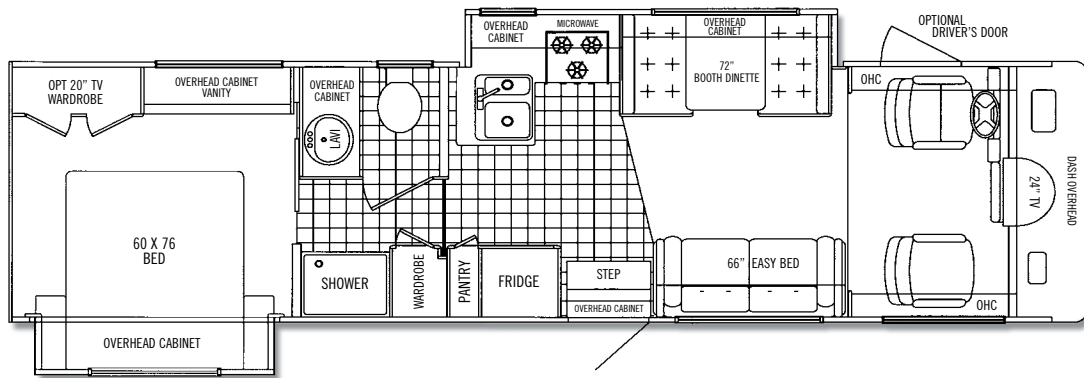 OVERHEAD
CABINET
MICROWAVE
OVERHEAD
CABINET
72"
BOOTH DINETTE
OPTIONAL
DRIVER'S DOOR
OPT 20" TV
WARDROBE
OVERHEAD CABINET
VANITY
OVERHEAD
CABINET
LAVI
OHC
24" TV
DASH OVERHEAD
60 X 76
BED
SHOWER
WARDROBE
PANTRY
FRIDGE
STEP
OVERHEAD CABINET
66" EASY BED
OHC
OVERHEAD CABINET